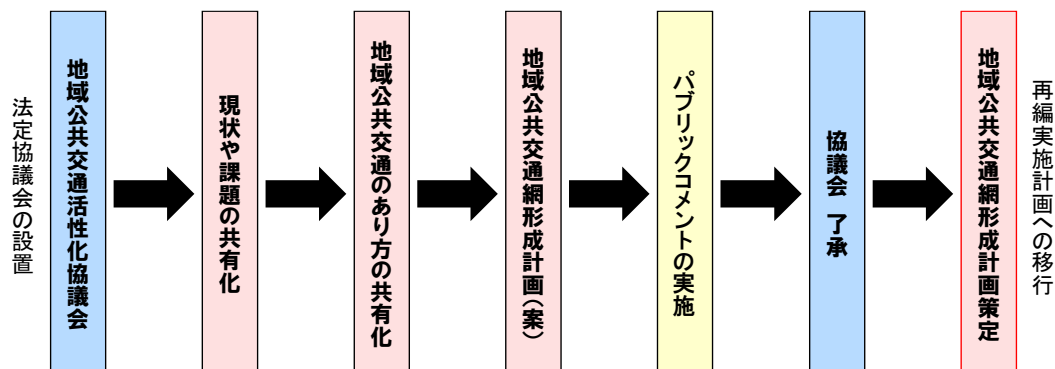 法定協議会の設置
地域公共交通活性化協議会
現状や課題の共有化
地域公共交通のあり方の共有化
地域公共交通網形成計画（案）
パブリックコメントの実施
協議会 了承
地域公共交通網形成計画策定
再編実施計画への移行